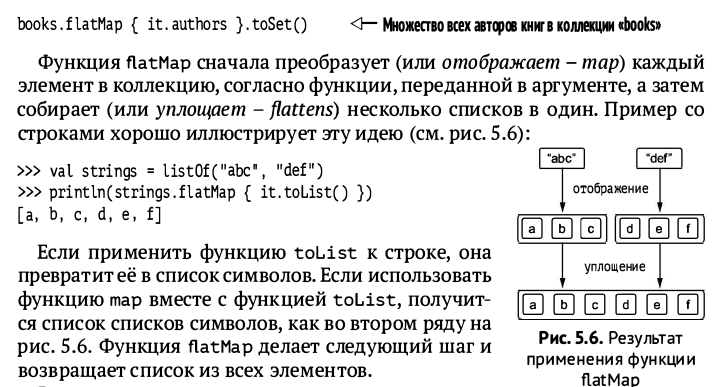 books.flatMap { it.authors }.toSet()
Множество всех авторов книг в коллекции «books»
Функция flatMap сначала преобразует (или отображает – map) каждый
элемент в коллекцию, согласно функции, переданной в аргументе, а затем
собирает (или уплощает – flattens) несколько списков в один. Пример со
строками хорошо иллюстрирует эту идею (см. рис. 5.6):
>>> val strings = listOf("abc", "def")
>>> println(strings.flatMap { it.toList() })
[a, b, c, d, e, f]
Если применить функцию toList к строке, она
превратит её в список символов. Если использовать
функцию map вместе с функцией toList, получит-
ся список списков символов, как во втором ряду на
рис. 5.6. Функция flatMap делает следующий шаг и
возвращает список из всех элементов.
"abc" "def"
отображение
a b c d e f
уплощение
a b c d e f
Рис. 5.6. Результат
применения функции
flatMap